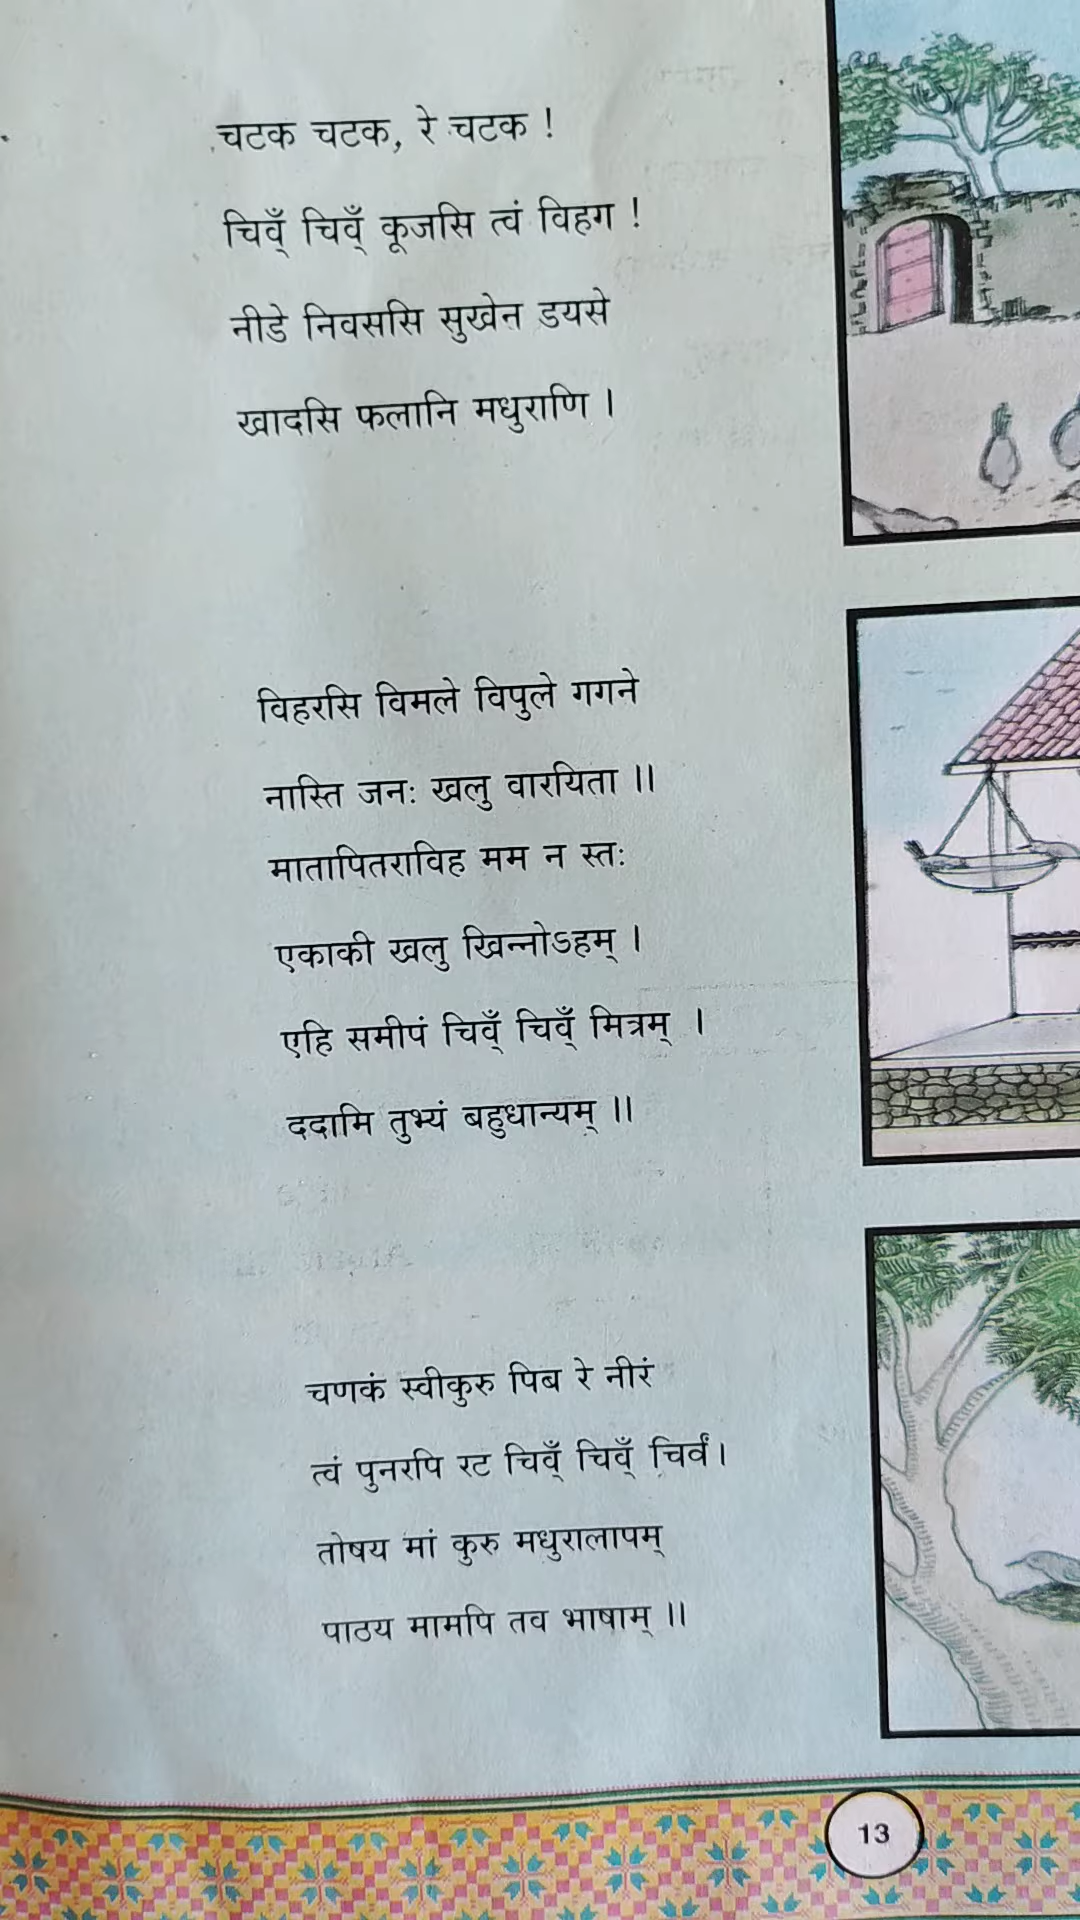 चटक चटक, रे चटक !
चिव्ँ चिव्ँ कूजसि त्वं विहग !
नीडे निवससि सुखेन डयसे
खादसि फलानि मधुराणि ।
विहरसि विमले विपुले गगने
नास्ति जनः खलु वारयिता ॥
मातापितराविह मम न स्तः
एकाकी खलु खिन्नोऽहम् ।
एहि समीपं चिव्ँ चिव्ँ मित्रम् ।
ददामि तुभ्यं बहुधान्यम् ॥
चणकं स्वीकुरु पिब रे नीरं
त्वं पुनरपि रट चिव्ँ चिव्ँ चिर्वं।
तोषय मां कुरु मधुरालापम्
पाठय मामपि तव भाषाम् ॥
13